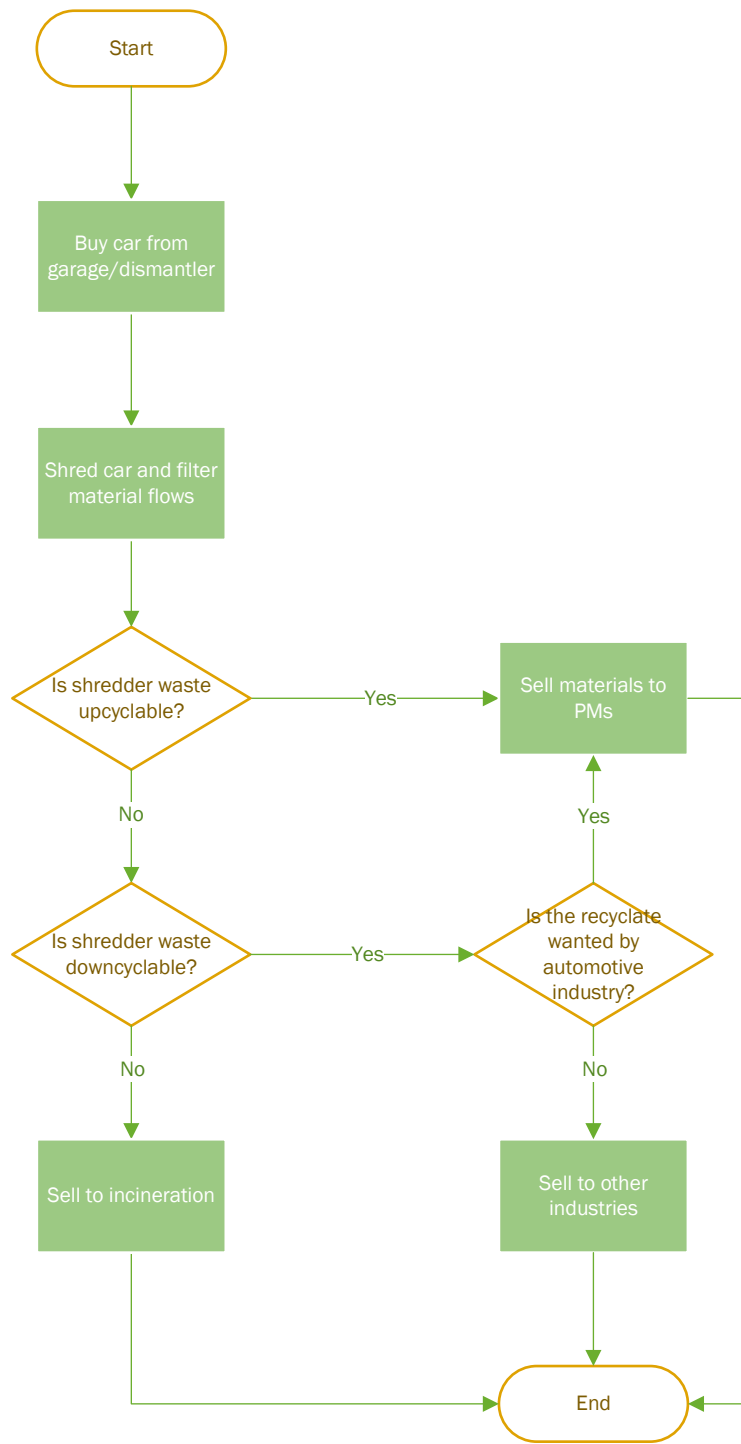 Start
Buy car from
garage/dismantler
Shred car and filter
material flows
Is shredder waste
upcyclable?
Yes
Sell materials to
PMs
No
Yes
Is shredder waste
downcyclable?
Yes
Is the recyclate
wanted by
automotive
industry?
No
No
Sell to incineration
Sell to other
industries
End